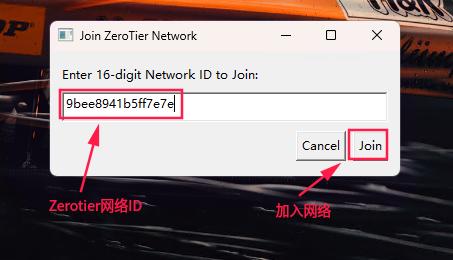 Join ZeroTier Network
Enter 16-digit Network ID to Join:
9bee8941b5ff7e7e
Cancel
Join
Zerotier网络ID
加入网络